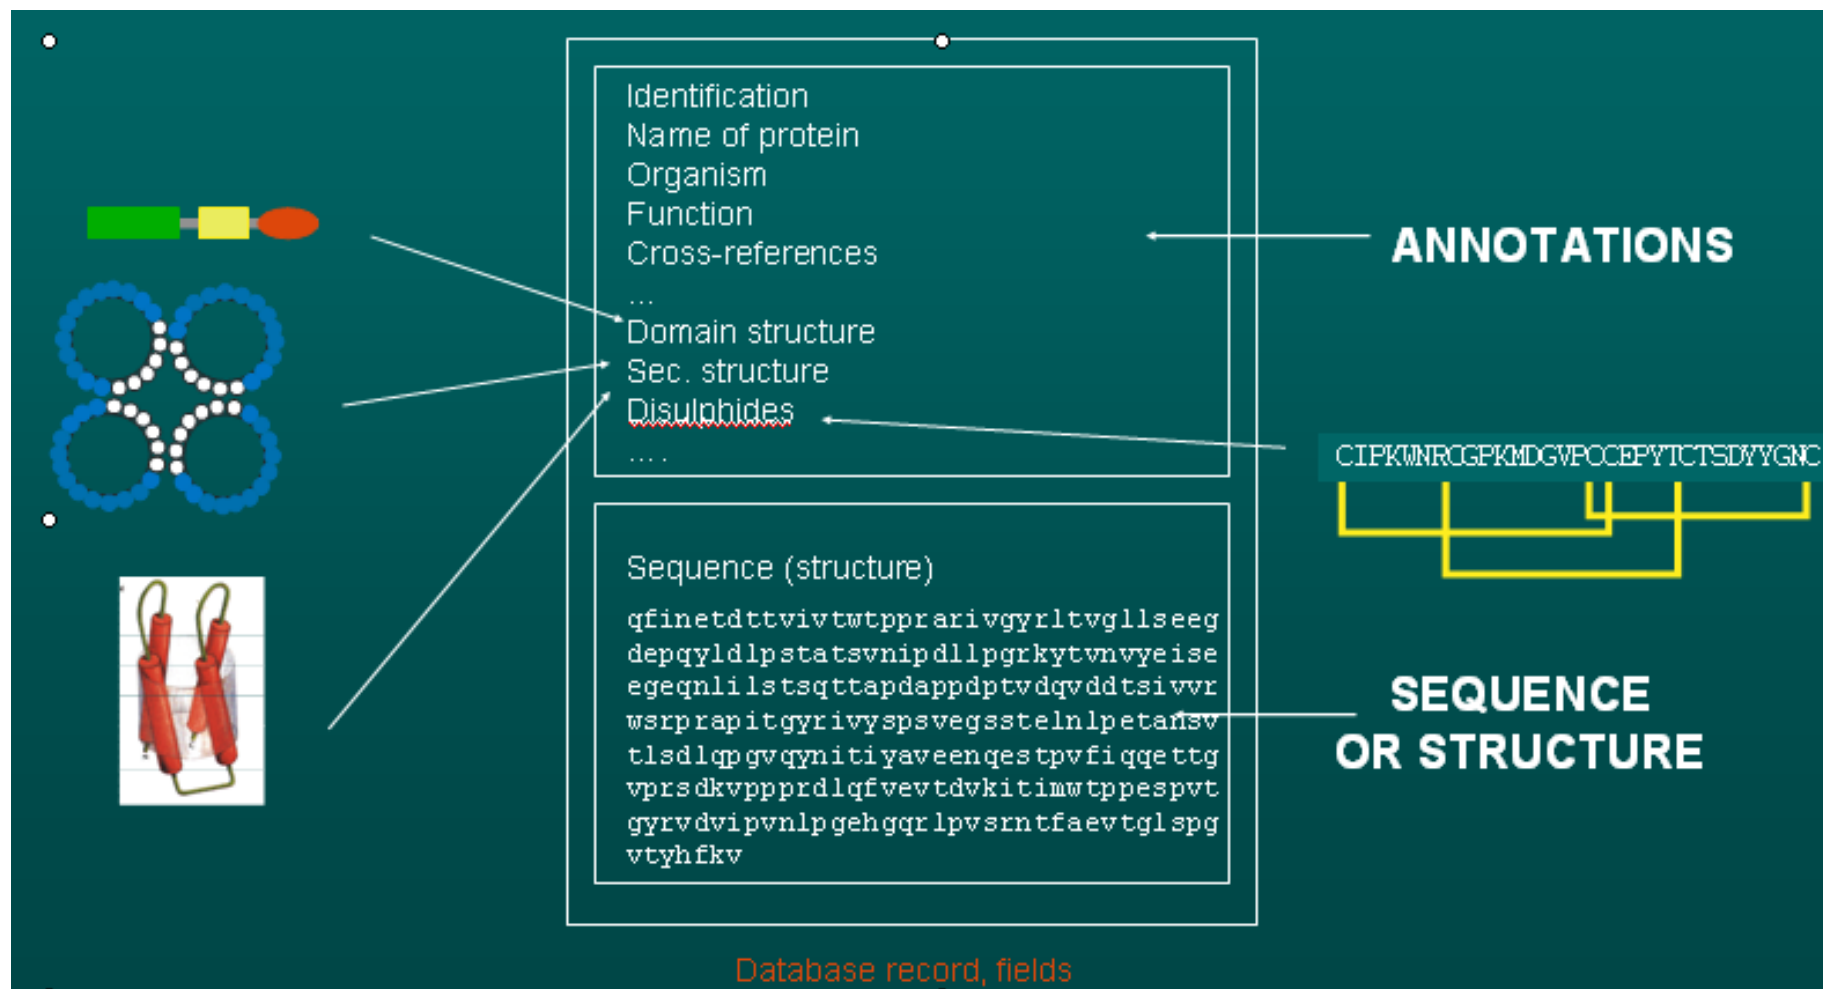 Identification
Name of protein
Organism
Function
Cross-references
...
Domain structure
Sec. structure
Disulphides
....
ANNOTATIONS
CIPKWNRCGPKMDGVPCCEPYTCTSDYYGNC
Sequence (structure)
qfinetdttvivtwtpprarivgyrltvgllseeg
depqyldlpstatsvnipdllpgrkytvnvyeise
egeqnlilstsqttapdappdptvdqvddtsivvr
wsrprapitgyrivyspsvegsstelnlpetansv
tlsdlqpgvqynitiyaveenqestpvfiqqettg
vprsdkvppprdlqfvevtdvkitimwtppespvt
gyrvdvipvnlpgehgqrlpvsrntfaevtglspg
vtyhfkv
SEQUENCE
OR STRUCTURE
Database record, fields